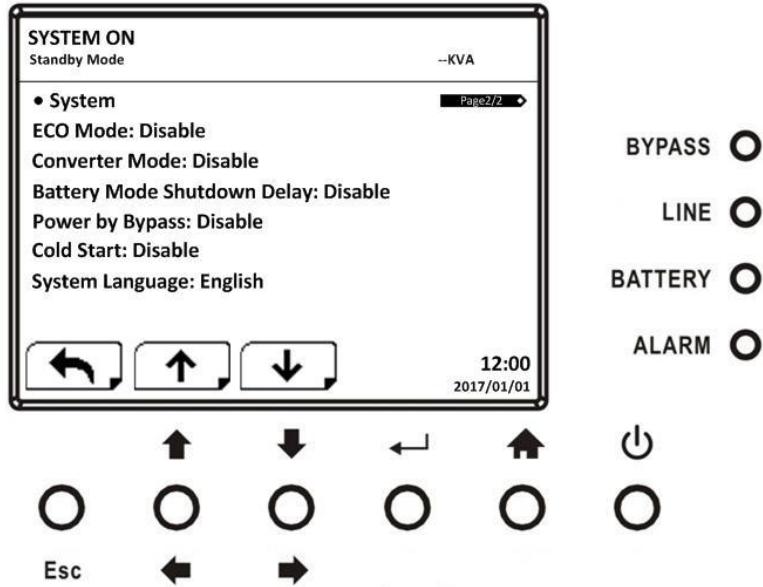 SYSTEM ON
Standby Mode
--KVA
• System
Page2/2
ECO Mode: Disable
Converter Mode: Disable
Battery Mode Shutdown Delay: Disable
Power by Bypass: Disable
Cold Start: Disable
System Language: English
12:00
2017/01/01
BYPASS
LINE
BATTERY
ALARM
Esc